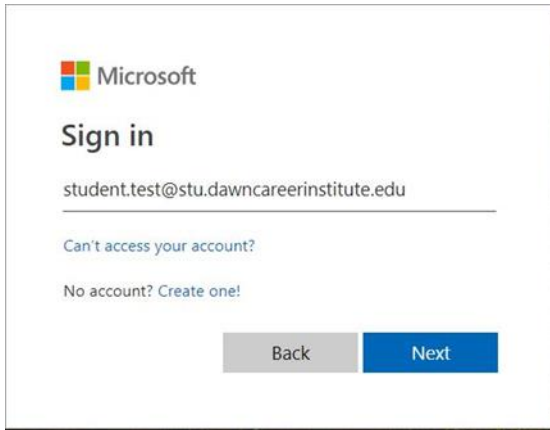 Microsoft
Sign in
student.test@stu.dawncareerinstitute.edu
Can't access your account?
No account? Create one!
Back Next